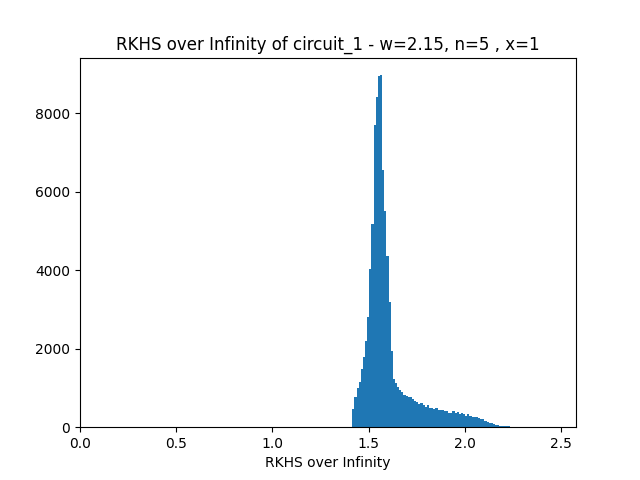 RKHS over Infinity of circuit_1 - w=2.15, n=5 , x=1
8000
6000
4000
2000
0
0.0 0.5 1.0 1.5 2.0 2.5
RKHS over Infinity